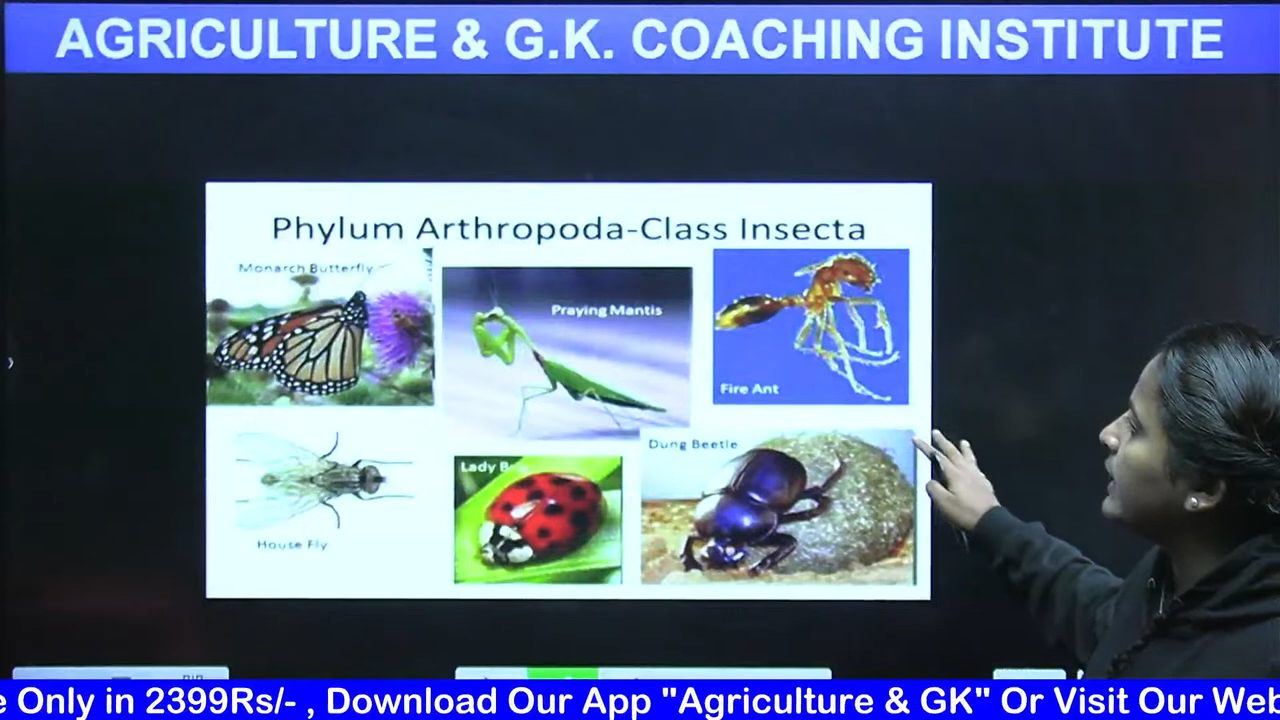 AGRICULTURE & G.K. COACHING INSTITUTE
Phylum Arthropoda-Class Insecta
Monarch Butterfly
Praying Mantis
Fire Ant
House Fly
Lady
Dung Beetle
e Only in 2399Rs/- , Download Our App "Agriculture & GK" Or Visit Our Web